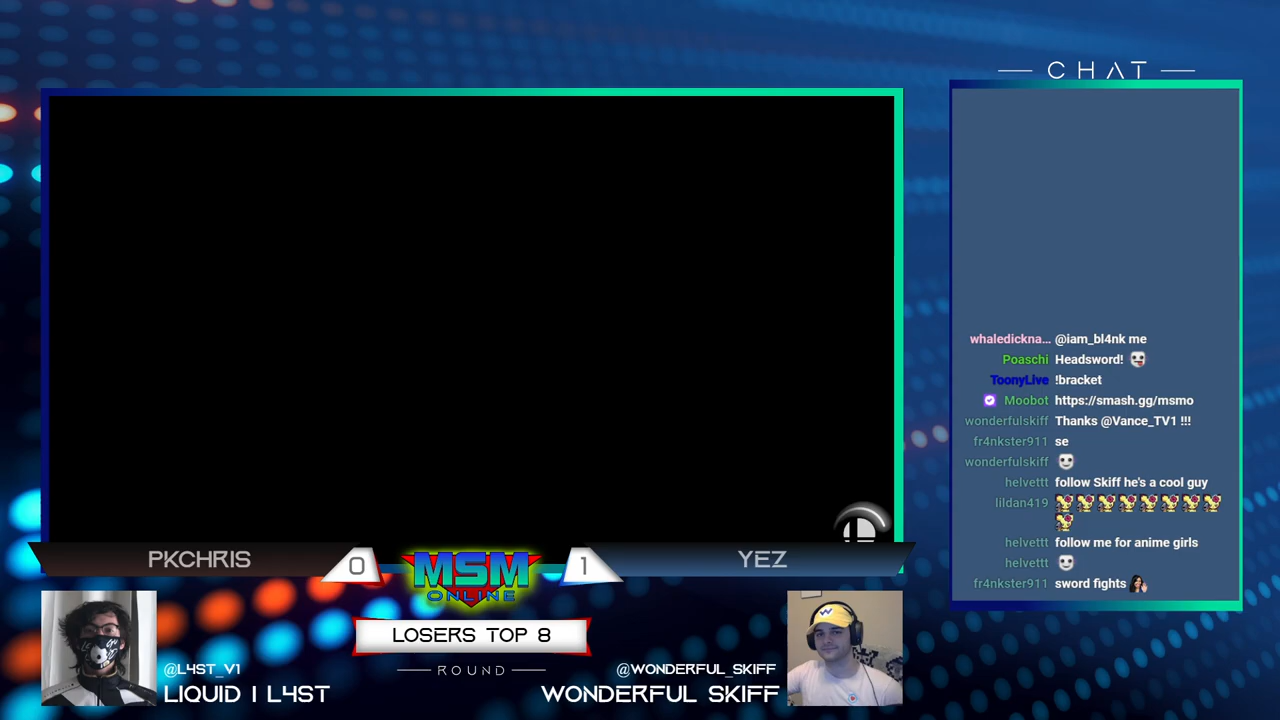 CHAT
whaledickna... @iam_bl4nk me
Poaschi Headsword!
ToonyLive !bracket
Moobot https://smash.gg/msmo
wonderfulskiff Thanks @Vance_TV1 !!!
fr4nkster911 se
wonderfulskiff
helvettt follow Skiff he's a cool guy
lildan419
helvettt follow me for anime girls
helvettt
fr4nkster911 sword fights
PKCHRIS 0 MSM 1 YEZ
ONLINE
LOSERS TOP 8
ROUND
@L4ST_V1
LIQUID | L4ST
@WONDERFUL_SKIFF
WONDERFUL SKIFF